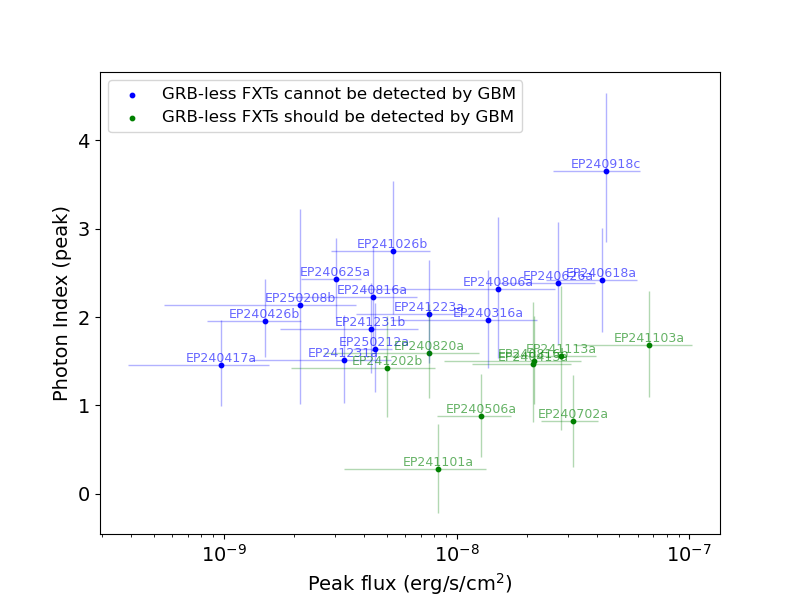 GRB-less FXTs cannot be detected by GBM
GRB-less FXTs should be detected by GBM
EP240918c
EP241026b
EP240625a
EP240626a
EP240618a
EP240806a
EP240816a
EP250208b
EP241223a
EP240426b
EP240316a
EP241231b
EP250212a
EP240820a
EP241231a
EP241113a
EP241103a
EP240417a
EP241202b
EP240506a
EP240702a
EP241101a
Photon Index (peak)
4
3
2
1
0
10⁻⁹
10⁻⁸
10⁻⁷
Peak flux (erg/s/cm²)